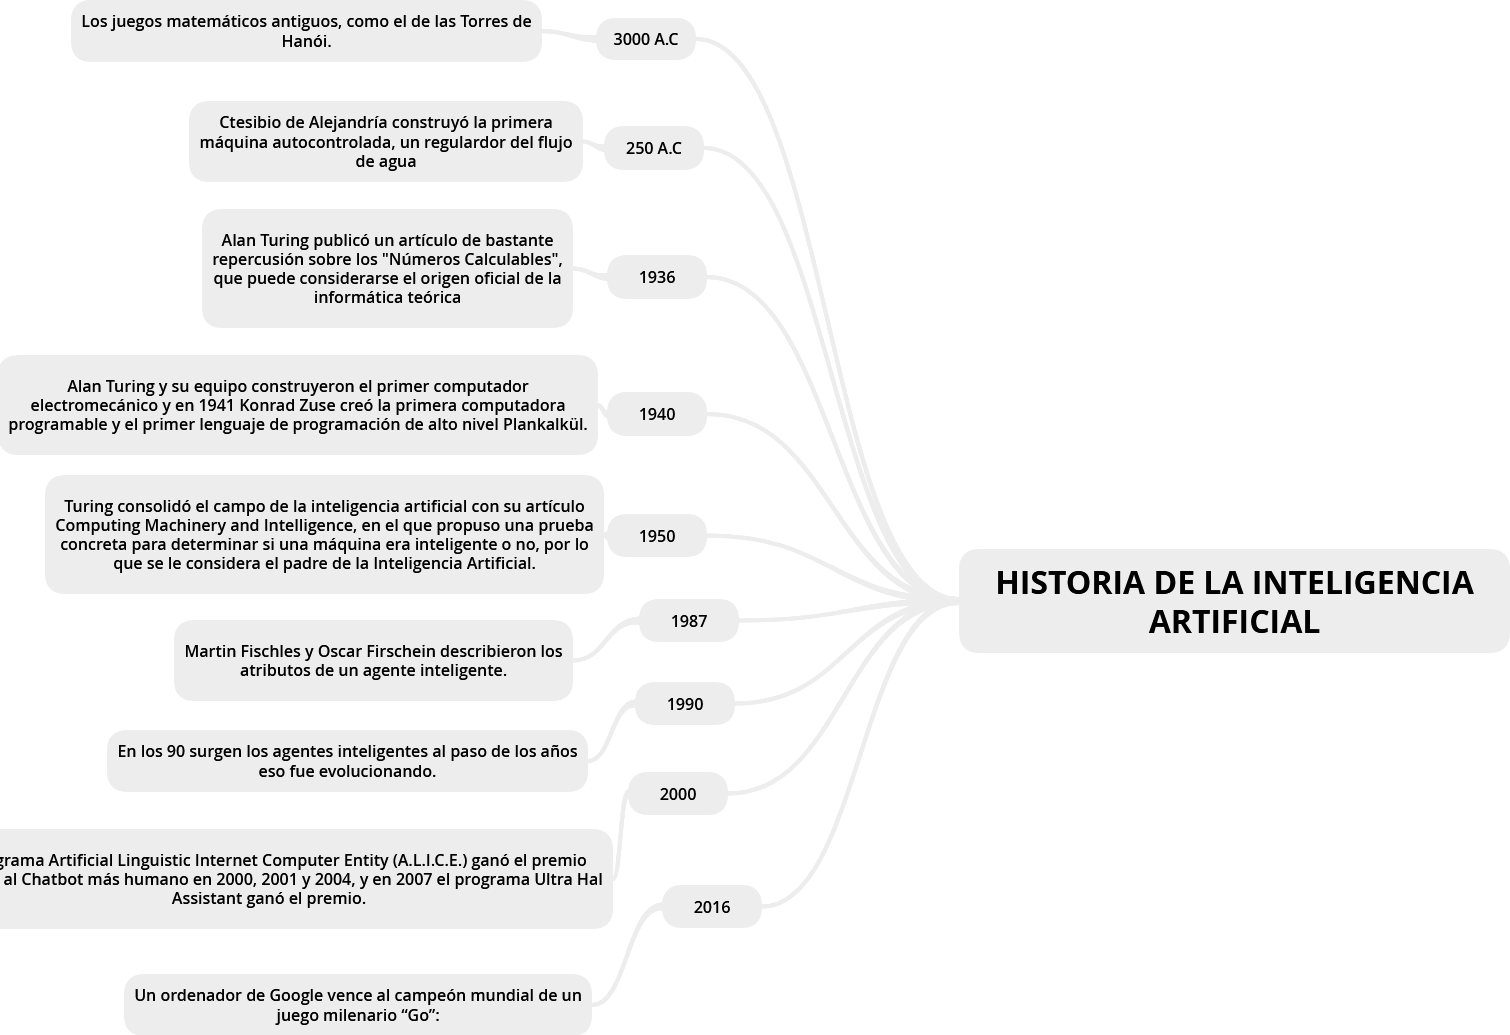 Los juegos matemáticos antiguos, como el de las Torres de
Hanói.
3000 A.C
Ctesibio de Alejandría construyó la primera
máquina autocontrolada, un regulardor del flujo
de agua
250 A.C
Alan Turing publicó un artículo de bastante
repercusión sobre los "Números Calculables",
que puede considerarse el origen oficial de la
informática teórica
1936
Alan Turing y su equipo construyeron el primer computador
electromecánico y en 1941 Konrad Zuse creó la primera computadora
programable y el primer lenguaje de programación de alto nivel Plankalkül.
1940
Turing consolidó el campo de la inteligencia artificial con su artículo
Computing Machinery and Intelligence, en el que propuso una prueba
concreta para determinar si una máquina era inteligente o no, por lo
que se le considera el padre de la Inteligencia Artificial.
1950
HISTORIA DE LA INTELIGENCIA
ARTIFICIAL
1987
Martin Fischles y Oscar Firschein describieron los
atributos de un agente inteligente.
1990
En los 90 surgen los agentes inteligentes al paso de los años
eso fue evolucionando.
2000
grama Artificial Linguistic Internet Computer Entity (A.L.I.C.E.) ganó el premio
al Chatbot más humano en 2000, 2001 y 2004, y en 2007 el programa Ultra Hal
Assistant ganó el premio.
2016
Un ordenador de Google vence al campeón mundial de un
juego milenario “Go”: